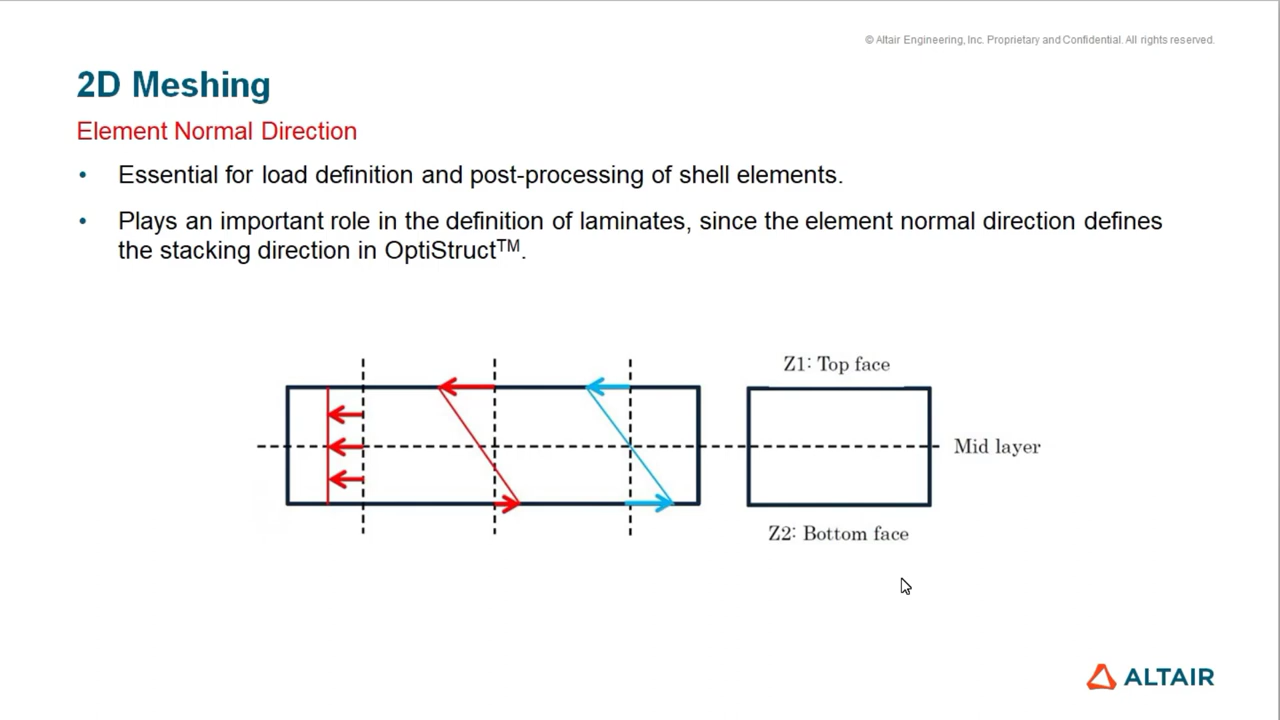 © Altair Engineering, Inc. Proprietary and Confidential. All rights reserved.
2D Meshing
Element Normal Direction
• Essential for load definition and post-processing of shell elements.
• Plays an important role in the definition of laminates, since the element normal direction defines
the stacking direction in OptiStruct™.
Z1: Top face
Mid layer
Z2: Bottom face
ALTAIR